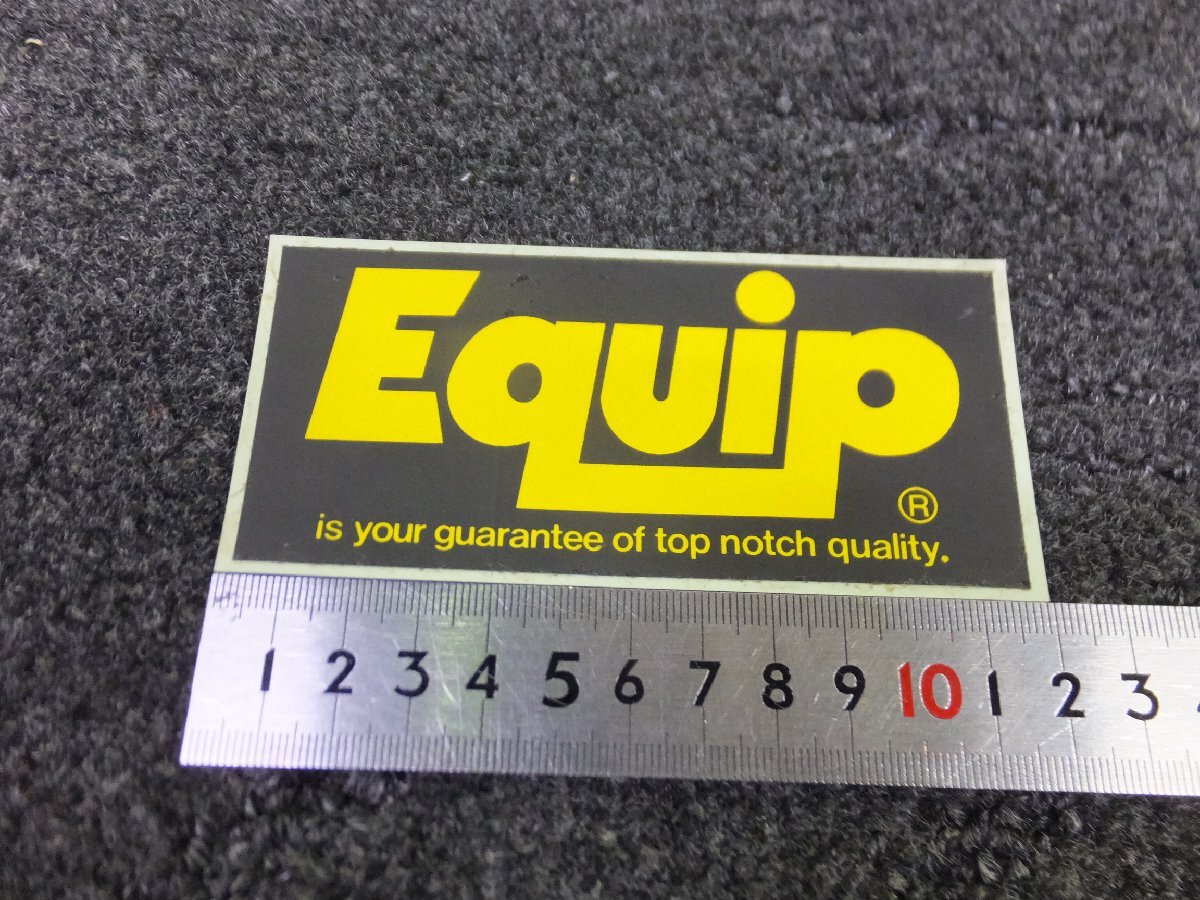 Equip
®
is your guarantee of top notch quality.
1 2 3 4 5 6 7 8 9 10 1 2 3